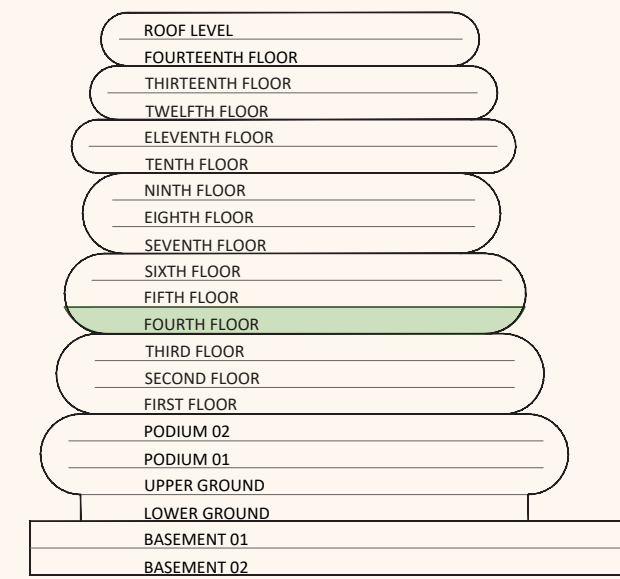 ROOF LEVEL
FOURTEENTH FLOOR
THIRTEENTH FLOOR
TWELFTH FLOOR
ELEVENTH FLOOR
TENTH FLOOR
NINTH FLOOR
EIGHTH FLOOR
SEVENTH FLOOR
SIXTH FLOOR
FIFTH FLOOR
FOURTH FLOOR
THIRD FLOOR
SECOND FLOOR
FIRST FLOOR
PODIUM 02
PODIUM 01
UPPER GROUND
LOWER GROUND
BASEMENT 01
BASEMENT 02